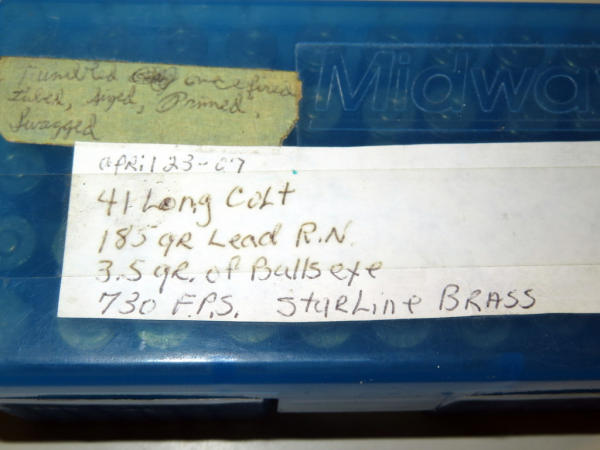 Tumbled once fired
Lubed, sized, Primed,
Swagged
Midwa
APRil 23-07
41 Long Colt
185 gR Lead R.N.
3.5 gR. of Bullseye
730 F.P.S. StarLine BRASS